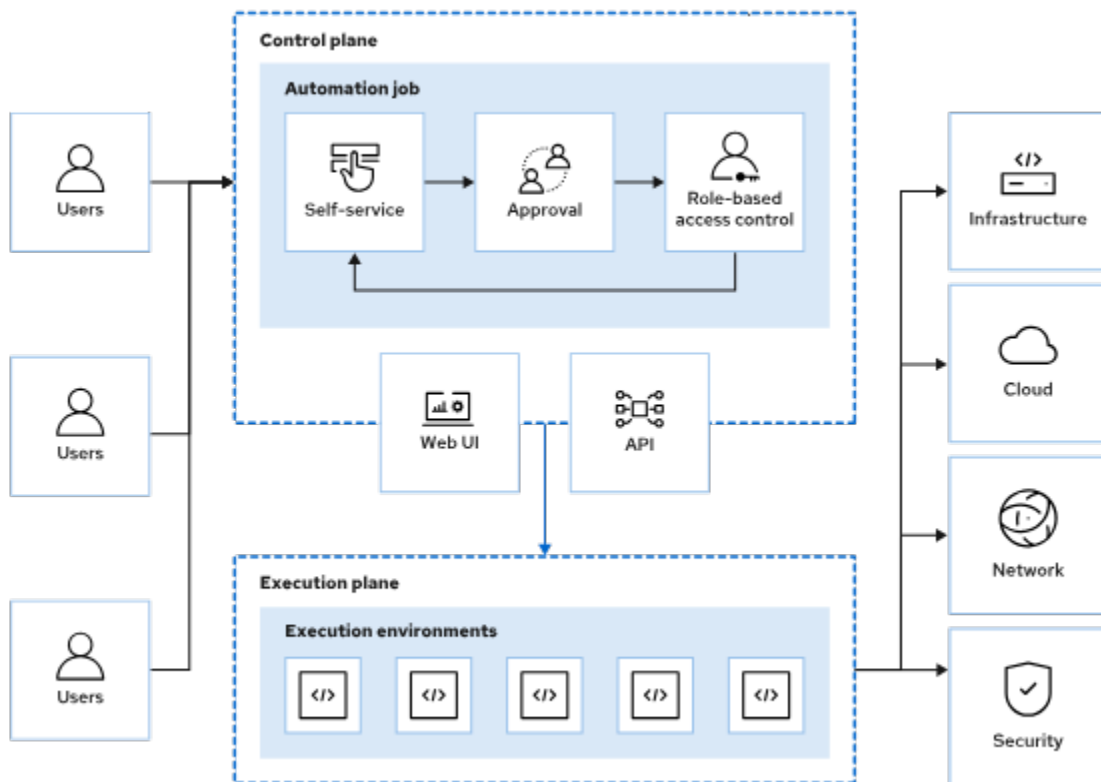 Control plane
Automation job
Users
Self-service
Approval
Role-based
access control
Infrastructure
Users
Web UI
API
Cloud
Execution plane
Network
Execution environments
Users
</>
</>
</>
</>
</>
</>
Security